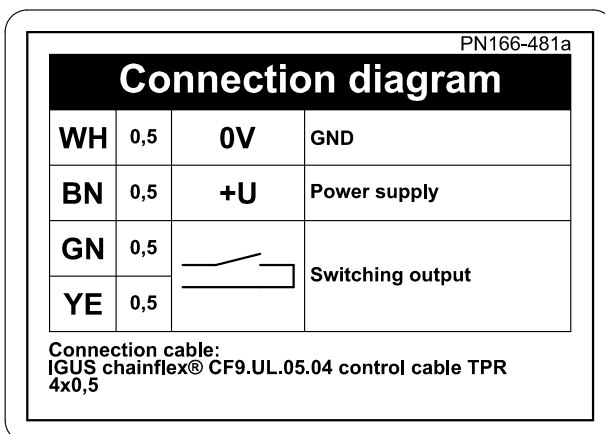 PN166-481a
Connection diagram
WH 0,5 0V GND
BN 0,5 +U Power supply
GN 0,5
Switching output
YE 0,5
Connection cable:
IGUS chainflex® CF9.UL.05.04 control cable TPR
4x0,5